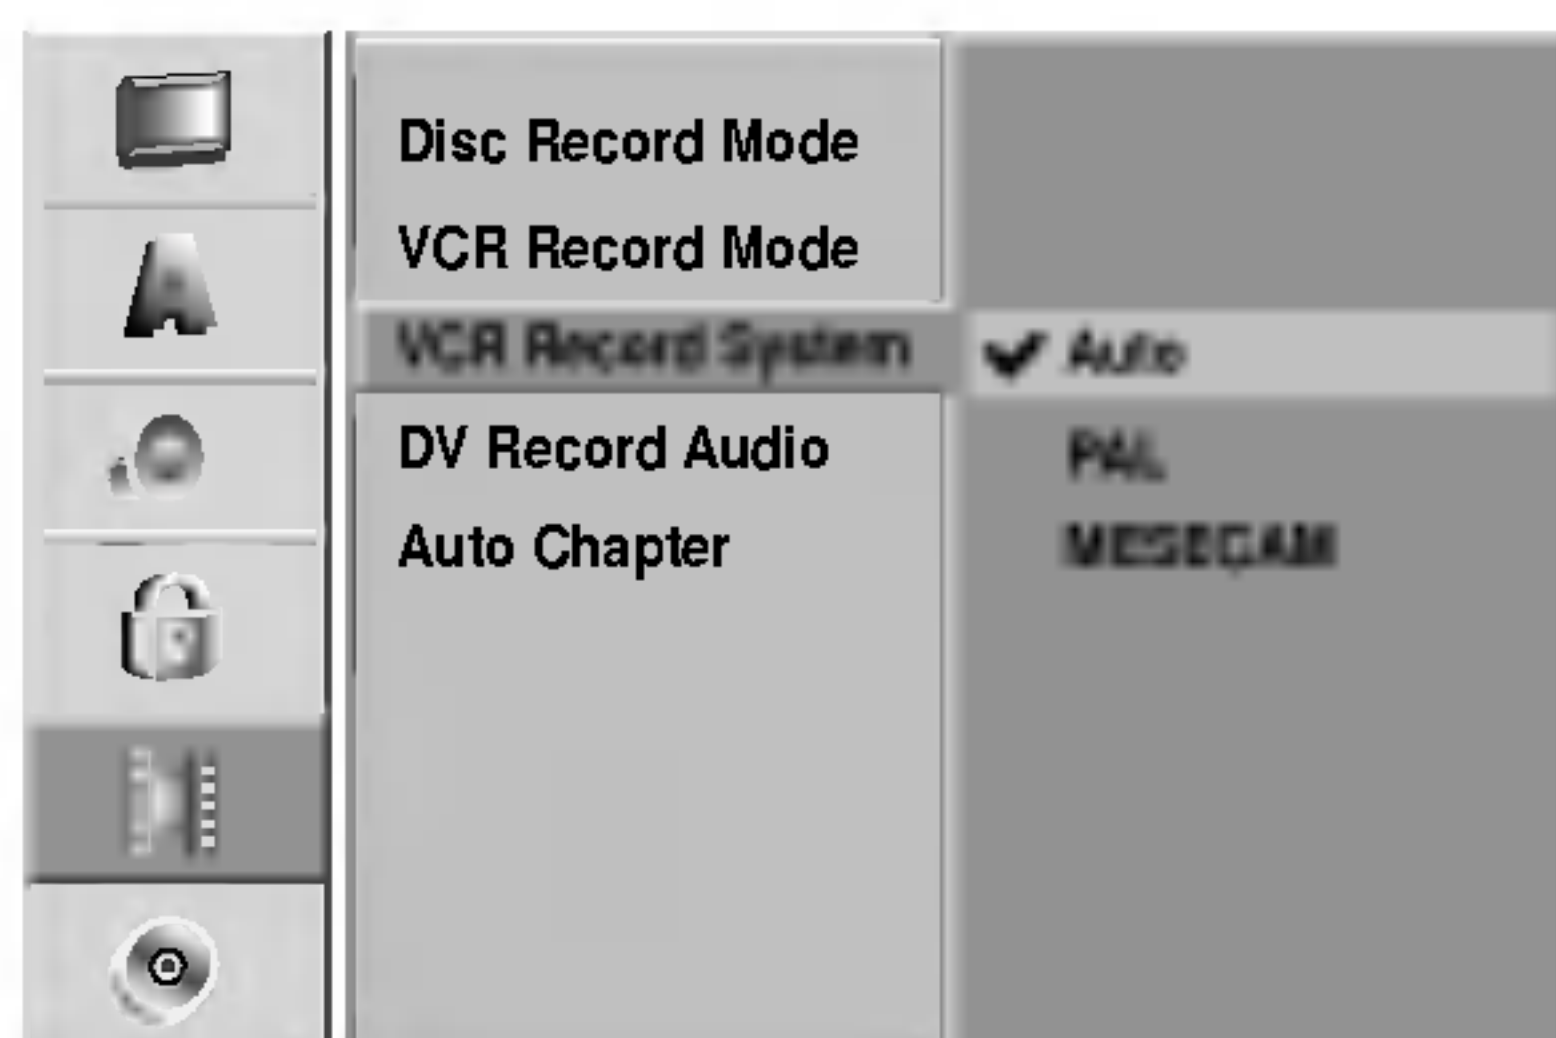 Disc Record Mode
VCR Record Mode
VCR Record System
Auto
PAL
MESECAM
DV Record Audio
Auto Chapter